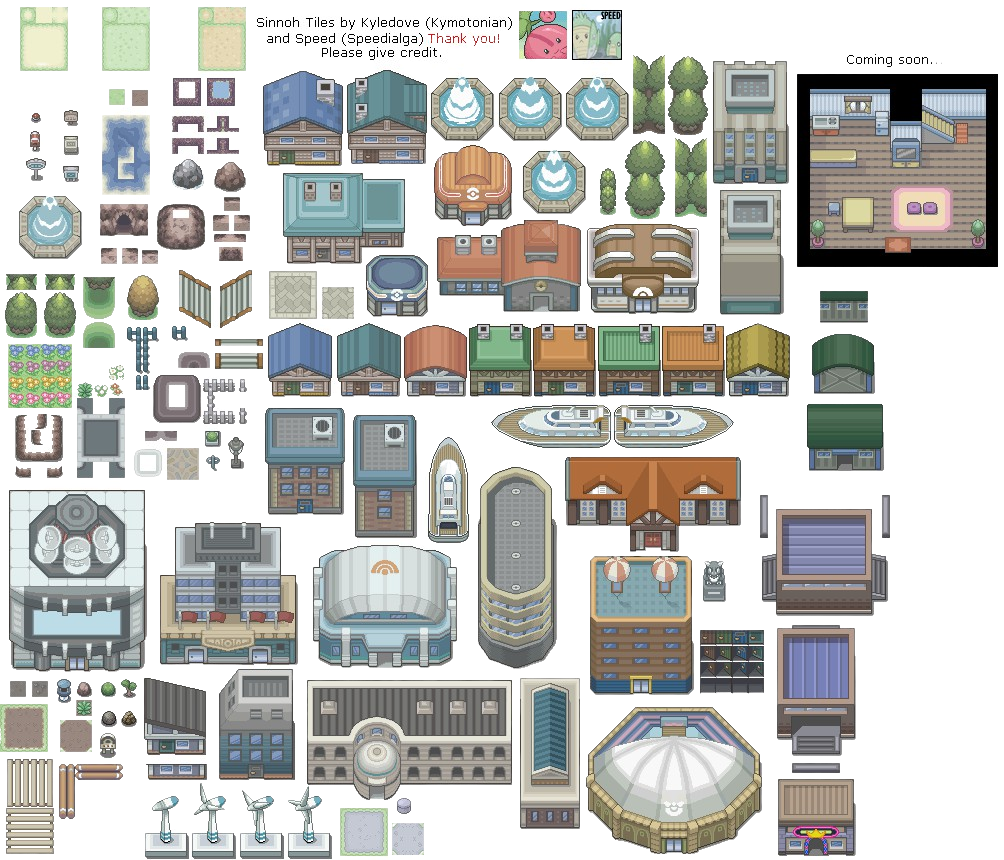 Sinnoh Tiles by Kyledove (Kymotonian)
and Speed (Speedialga) Thank you!
Please give credit.
SPEED
Coming soon...